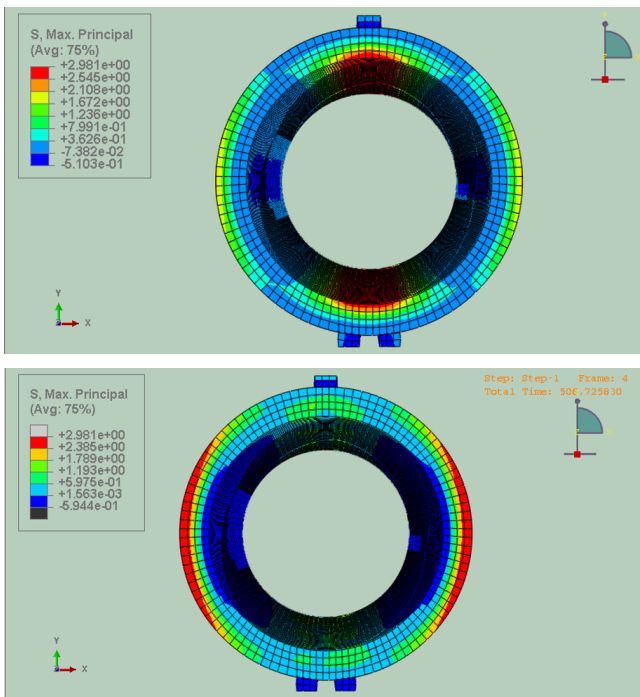 S, Max. Principal
(Avg: 75%)
+2.981e+00
+2.545e+00
+2.108e+00
+1.672e+00
+1.236e+00
+7.991e-01
+3.626e-01
-7.382e-02
-5.103e-01
Y
X
S, Max. Principal
(Avg: 75%)
+2.981e+00
+2.385e+00
+1.789e+00
+1.193e+00
+5.975e-01
+1.563e-03
-5.944e-01
Step: Step-1 Frame: 4
Total Time: 506.725830
Y
X